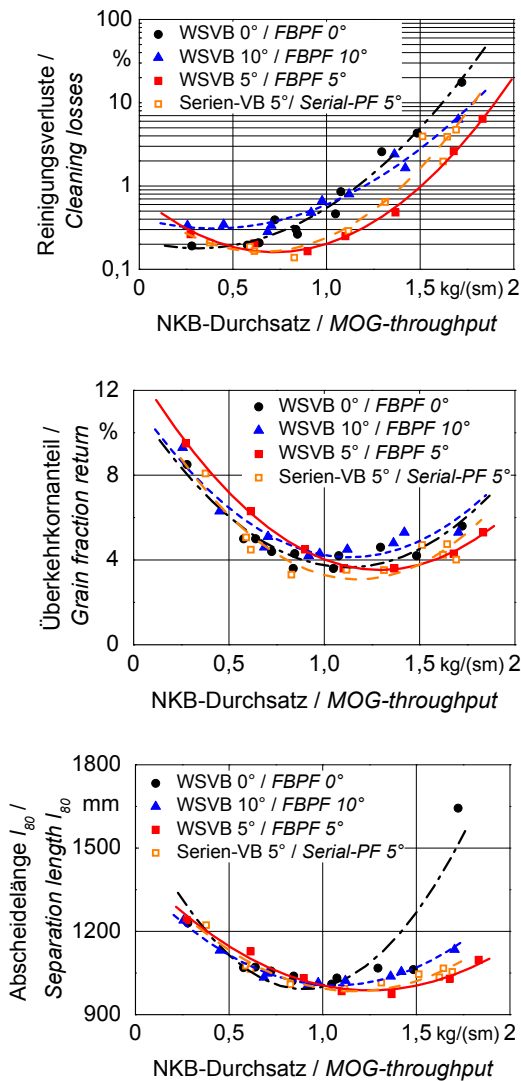 100
%
10
1
0,1
Reinigungsverluste /
Cleaning losses
WSVB 0° / FBPF 0°
WSVB 10° / FBPF 10°
WSVB 5° / FBPF 5°
Serien-VB 5°/ Serial-PF 5°
0
0,5
1,0
1,5
kg/(sm)
2
NKB-Durchsatz / MOG-throughput
12
%
8
4
0
Überkehrkornanteil /
Grain fraction return
WSVB 0° / FBPF 0°
WSVB 10° / FBPF 10°
WSVB 5° / FBPF 5°
Serien-VB 5° / Serial-PF 5°
0
0,5
1,0
1,5
kg/(sm)
2
NKB-Durchsatz / MOG-throughput
1800
mm
1500
1200
900
Abscheidelänge l80 /
Separation length l80
WSVB 0° / FBPF 0°
WSVB 10° / FBPF 10°
WSVB 5° / FBPF 5°
Serien-VB 5° / Serial-PF 5°
0
0,5
1,0
1,5
kg/(sm)
2
NKB-Durchsatz / MOG-throughput